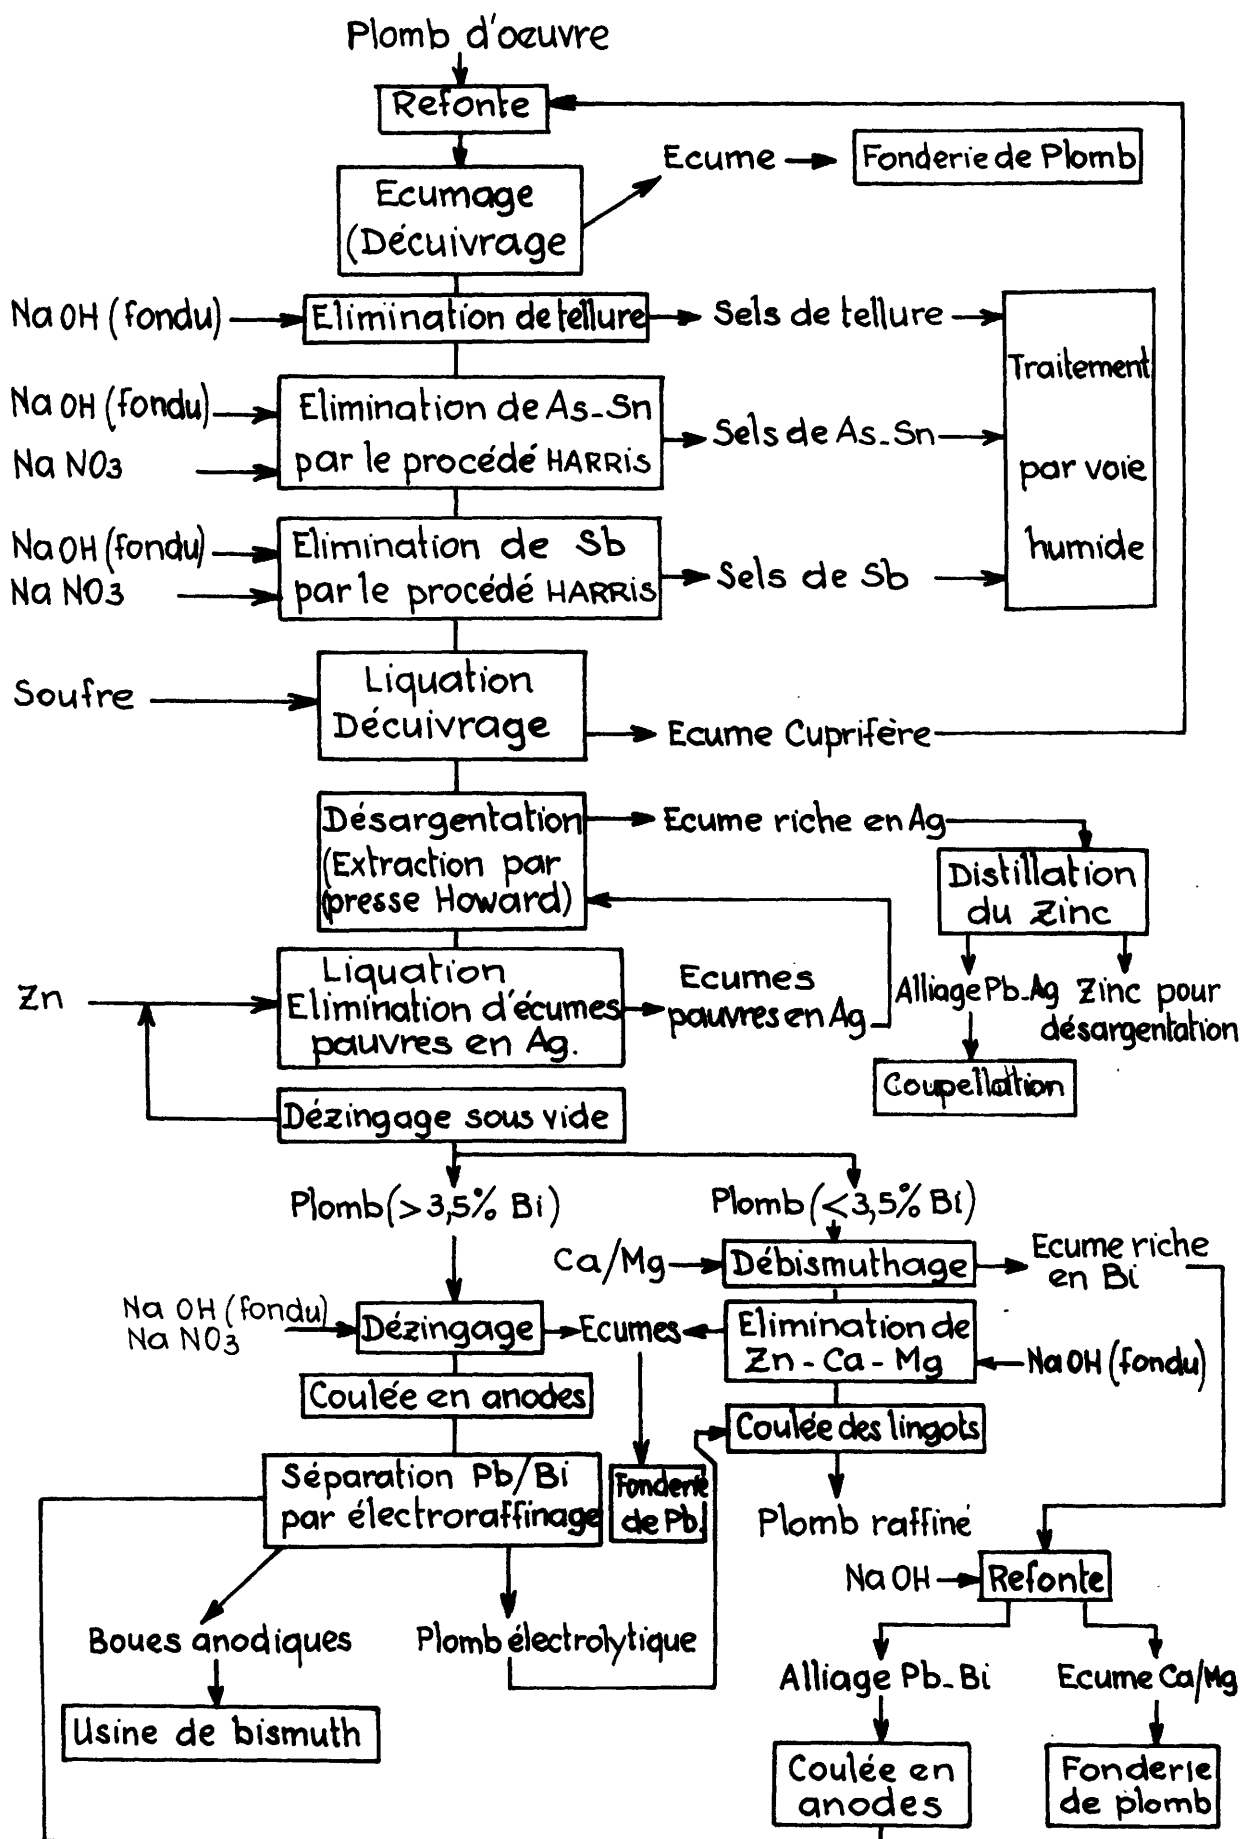 Plomb d'œuvre
Refonte
Ecume
Fonderie de Plomb
Ecumage
(Décuivrage
NaOH (fondu)
Elimination de tellure
Sels de tellure
Traitement
par voie
humide
NaOH (fondu)
Na NO3
Elimination de As-Sn
par le procédé HARRIS
Sels de As-Sn
NaOH (fondu)
Na NO3
Elimination de Sb
par le procédé HARRIS
Sels de Sb
Soufre
Liquation
Décuivrage
Ecume Cuprifère
Désargentation
(Extraction par
(presse Howard)
Ecume riche en Ag
Distillation
du Zinc
Zn
Liquation
Elimination d'écumes
pauvres en Ag.
Ecumes
pauvres en Ag
Alliage Pb-Ag
Zinc pour
désargentation
Coupellation
Dézingage sous vide
Plomb (> 3,5% Bi)
Plomb (< 3,5% Bi)
Ca/Mg
Débismuthage
Ecume riche
en Bi
Na OH (fondu)
Na NO3
Dézingage
Ecumes
Elimination de
Zn - Ca - Mg
NaOH (fondu)
Coulée en anodes
Coulée des lingots
Séparation Pb/Bi
par électroraffinage
Fonderie
de Pb.
Plomb raffiné
Na OH
Refonte
Boues anodiques
Plomb électrolytique
Alliage Pb-Bi
Ecume Ca/Mg
Usine de bismuth
Coulée en
anodes
Fonderie
de plomb